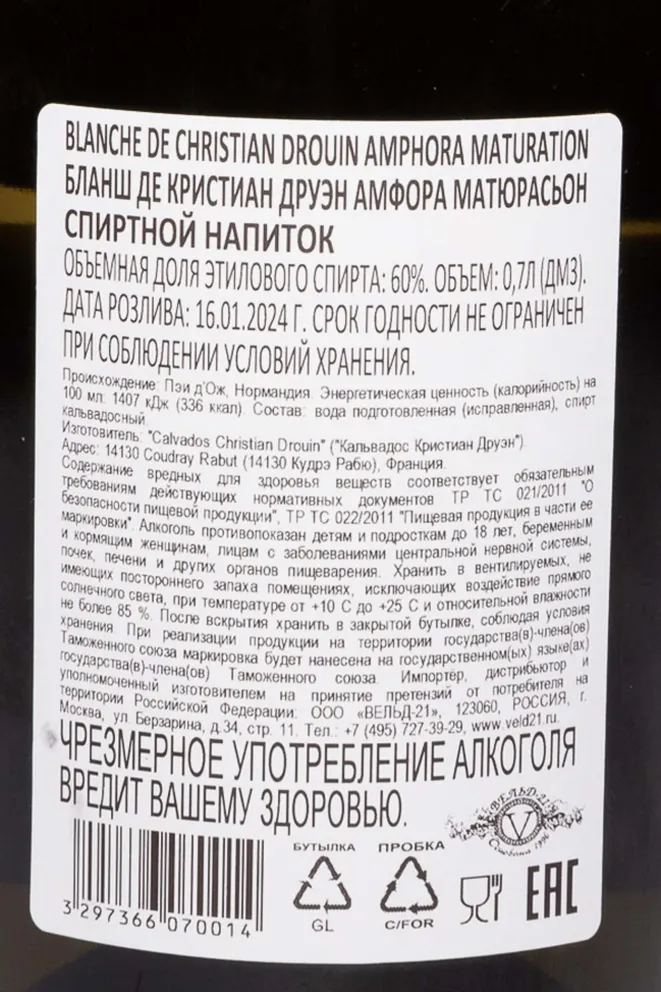 BLANCHE DE CHRISTIAN DROUIN AMPHORA MATURATION
БЛАНШ ДЕ КРИСТИАН ДРУЭН АМФОРА МАТЮРАСЬОН
СПИРТНОЙ НАПИТОК
ОБЪЕМНАЯ ДОЛЯ ЭТИЛОВОГО СПИРТА: 60%. ОБЪЕМ: 0,7Л (ДМ3).
ДАТА РОЗЛИВА: 16.01.2024 Г. СРОК ГОДНОСТИ НЕ ОГРАНИЧЕН
ПРИ СОБЛЮДЕНИИ УСЛОВИЙ ХРАНЕНИЯ.
Происхождение: Пэи д'Ож, Нормандия. Энергетическая ценность (калорийность) на
100 мл: 1407 кДж (336 ккал). Состав: вода подготовленная (исправленная), спирт
кальвадосный.
Изготовитель: "Calvados Christian Drouin" ("Кальвадос Кристиан Друэн").
Адрес: 14130 Coudray Rabut (14130 Кудрэ Рабю), Франция.
Содержание вредных для здоровья веществ соответствует обязательным
требованиям действующих нормативных документов ТР ТС 021/2011 "О
безопасности пищевой продукции", ТР ТС 022/2011 "Пищевая продукция в части ее
маркировки". Алкоголь противопоказан детям и подросткам до 18 лет, беременным
и кормящим женщинам, лицам с заболеваниями центральной нервной системы,
почек, печени и других органов пищеварения. Хранить в вентилируемых, не
имеющих постороннего запаха помещениях, исключающих воздействие прямого
солнечного света, при температуре от +10 С до +25 С и относительной влажности
не более 85 %. После вскрытия хранить в закрытой бутылке, соблюдая условия
хранения. При реализации продукции на территории государства(в)-члена(ов)
Таможенного союза маркировка будет нанесена на государственном(ых) языке(ах)
государства(в)-члена(ов) Таможенного союза. Импортёр, дистрибьютор и
уполномоченный изготовителем на принятие претензий от потребителя на
территории Российской Федерации: ООО «ВЕЛЬД-21», 123060, РОССИЯ, г.
Москва, ул Берзарина, д.34, стр. 11. Тел.: +7 (495) 727-39-29, www.veld21.ru.
ЧРЕЗМЕРНОЕ УПОТРЕБЛЕНИЕ АЛКОГОЛЯ
ВРЕДИТ ВАШЕМУ ЗДОРОВЬЮ.
ВЕЛЬД-21
V
Основана 1996
БУТЫЛКА ПРОБКА
GL C/FOR
EAC
3 297366 070014